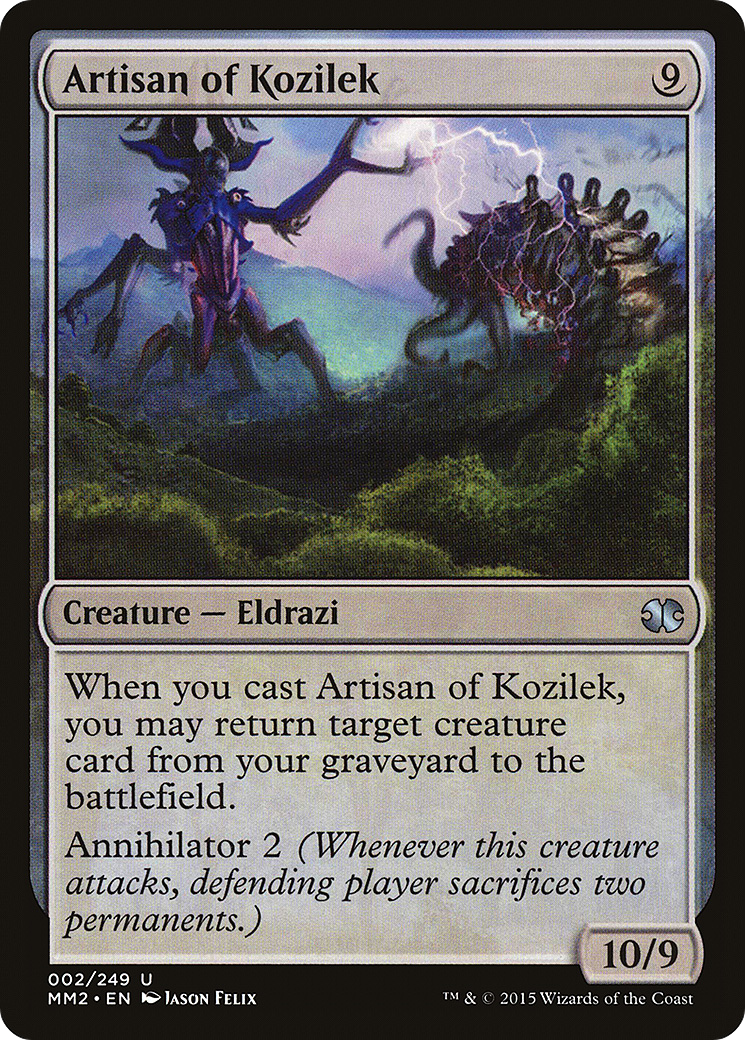 Artisan of Kozilek 9
Creature — Eldrazi
When you cast Artisan of Kozilek,
you may return target creature
card from your graveyard to the
battlefield.
Annihilator 2 (Whenever this creature
attacks, defending player sacrifices two
permanents.)
10/9
002/249 U
MM2 • EN Jason Felix
™ & © 2015 Wizards of the Coast